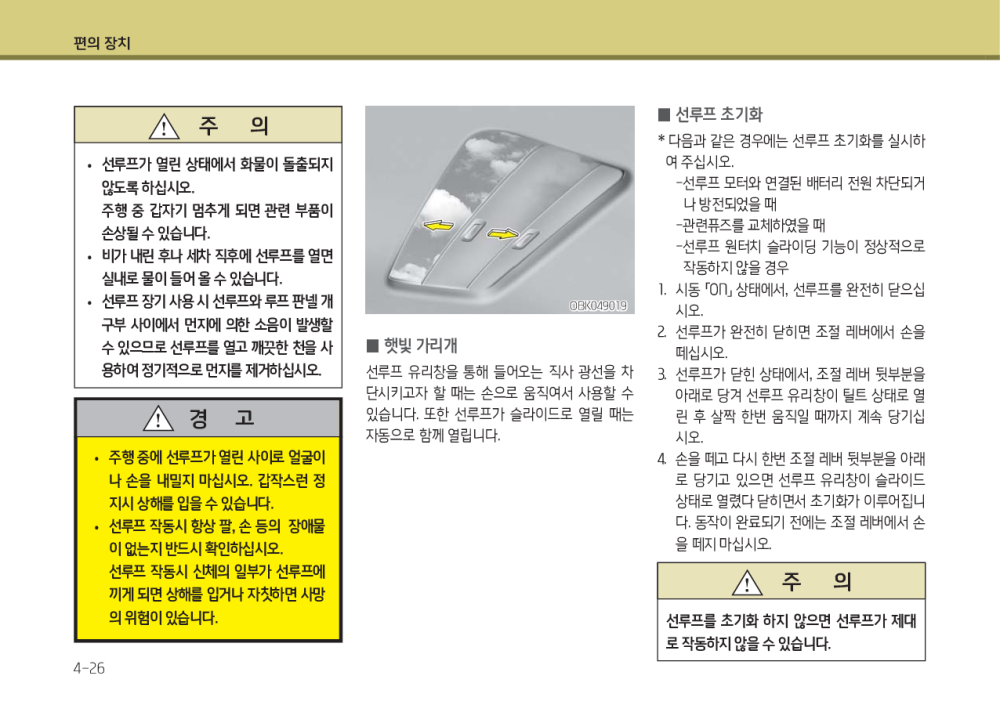 편의 장치
주 의
• 선루프가 열린 상태에서 화물이 돌출되지
않도록 하십시오.
주행 중 갑자기 멈추게 되면 관련 부품이
손상될 수 있습니다.
• 비가 내린 후나 세차 직후에 선루프를 열면
실내로 물이 들어 올 수 있습니다.
• 선루프 장기 사용 시 선루프와 루프 판넬 개
구부 사이에서 먼지에 의한 소음이 발생할
수 있으므로 선루프를 열고 깨끗한 천을 사
용하여 정기적으로 먼지를 제거하십시오.
경 고
• 주행 중에 선루프가 열린 사이로 얼굴이
나 손을 내밀지 마십시오. 갑작스런 정
지시 상해를 입을 수 있습니다.
• 선루프 작동시 항상 팔, 손 등의 장애물
이 없는지 반드시 확인하십시오.
선루프 작동시 신체의 일부가 선루프에
끼게 되면 상해를 입거나 자칫하면 사망
의 위험이 있습니다.
OBK049019
■ 햇빛 가리개
선루프 유리창을 통해 들어오는 직사 광선을 차
단시키고자 할 때는 손으로 움직여서 사용할 수
있습니다. 또한 선루프가 슬라이드로 열릴 때는
자동으로 함께 열립니다.
■ 선루프 초기화
* 다음과 같은 경우에는 선루프 초기화를 실시하
여 주십시오.
-선루프 모터와 연결된 배터리 전원 차단되거
나 방전되었을 때
-관련퓨즈를 교체하였을 때
-선루프 원터치 슬라이딩 기능이 정상적으로
작동하지 않을 경우
1. 시동 「ON」 상태에서, 선루프를 완전히 닫으십
시오.
2. 선루프가 완전히 닫히면 조절 레버에서 손을
떼십시오.
3. 선루프가 닫힌 상태에서, 조절 레버 뒷부분을
아래로 당겨 선루프 유리창이 틸트 상태로 열
린 후 살짝 한번 움직일 때까지 계속 당기십
시오.
4. 손을 떼고 다시 한번 조절 레버 뒷부분을 아래
로 당기고 있으면 선루프 유리창이 슬라이드
상태로 열렸다 닫히면서 초기화가 이루어집니
다. 동작이 완료되기 전에는 조절 레버에서 손
을 떼지 마십시오.
주 의
선루프를 초기화 하지 않으면 선루프가 제대
로 작동하지 않을 수 있습니다.
4-26